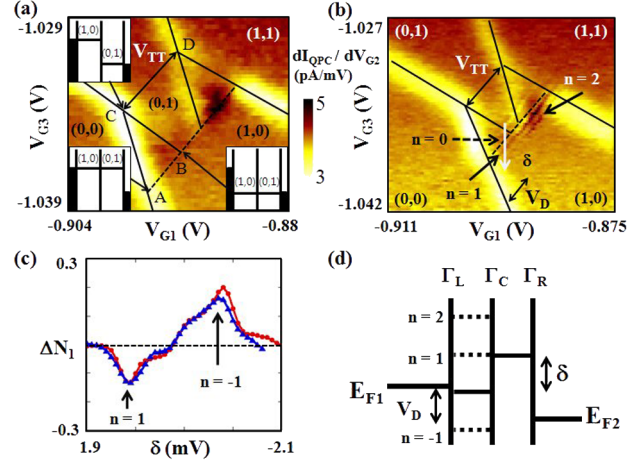 (a)
-1.029
V_G3 (V)
-1.039
-0.904
V_G1 (V)
-0.88
(1,0)
(0,1)
D
V_TT
C
(0,1)
(1,1)
(0,0)
(1,0)
(1,0)
(0,1)
A
B
(1,0)
(0,1)
dI_QPC / dV_G2
(pA/mV)
5
3
(b)
-1.027
V_G3 (V)
-1.042
-0.911
V_G1 (V)
-0.875
(0,1)
(1,1)
V_TT
n = 2
n = 0
δ
n = 1
V_D
(0,0)
(1,0)
(c)
0.3
ΔN_1
-0.3
n = 1
n = -1
1.9
δ (mV)
-2.1
(d)
Γ_L
Γ_C
Γ_R
n = 2
n = 1
δ
E_F1
V_D
E_F2
n = -1